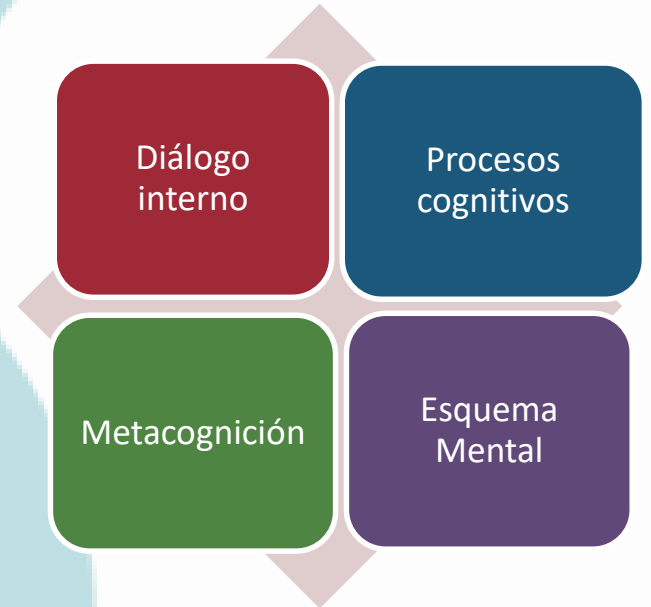 Diálogo
interno
Procesos
cognitivos
Metacognición
Esquema
Mental